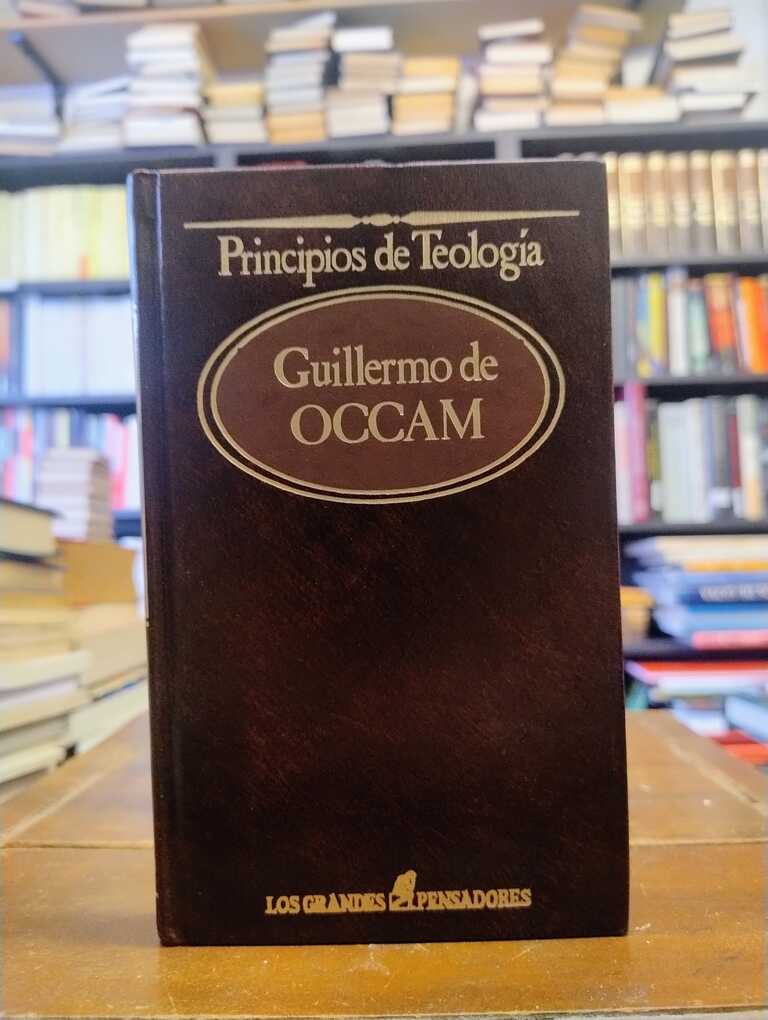 Principios de Teología
Guillermo de
OCCAM
LOS GRANDES PENSADORES